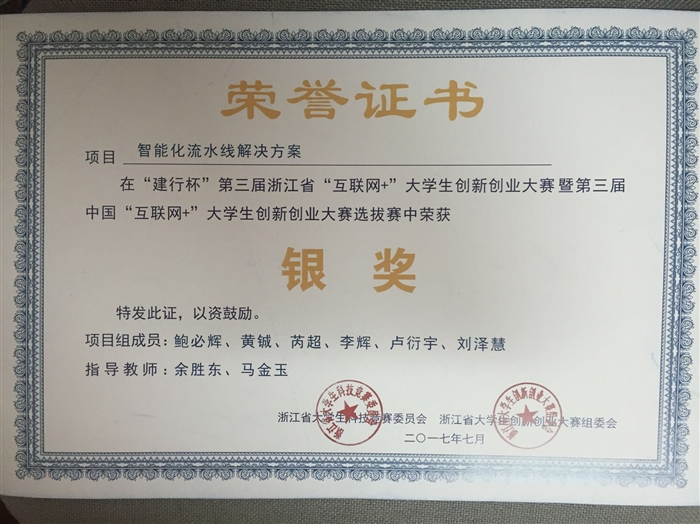 荣誉证书
项目 智能化流水线解决方案
在“建行杯”第三届浙江省“互联网+”大学生创新创业大赛暨第三届
中国“互联网+”大学生创新创业大赛选拔赛中荣获
银奖
特发此证，以资鼓励。
项目组成员：鲍必辉、黄铖、芮超、李辉、卢衍宇、刘泽慧
指导教师：余胜东、马金玉
浙江省大学生科技竞赛委员会 浙江省大学生创新创业大赛组委会
二〇一七年七月